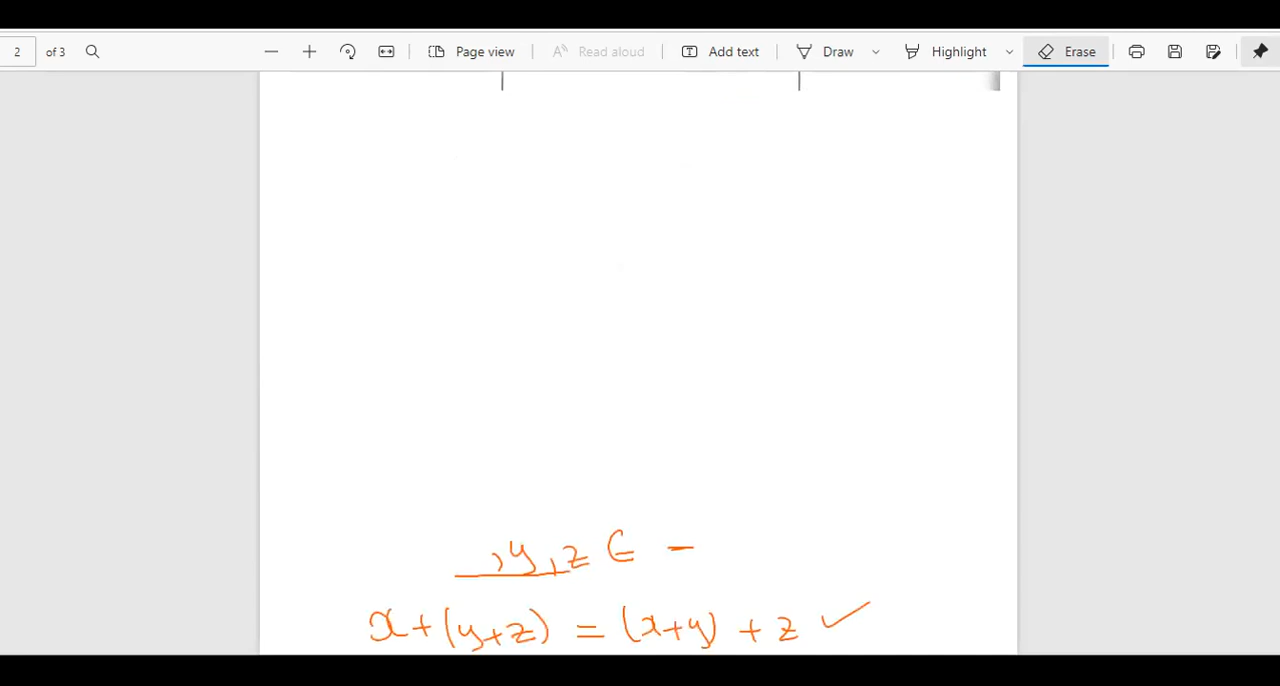 2 of 3 Page view Read aloud Add text Draw Highlight Erase
,y,z ∈ –
x+(y+z) = (x+y) + z ✓